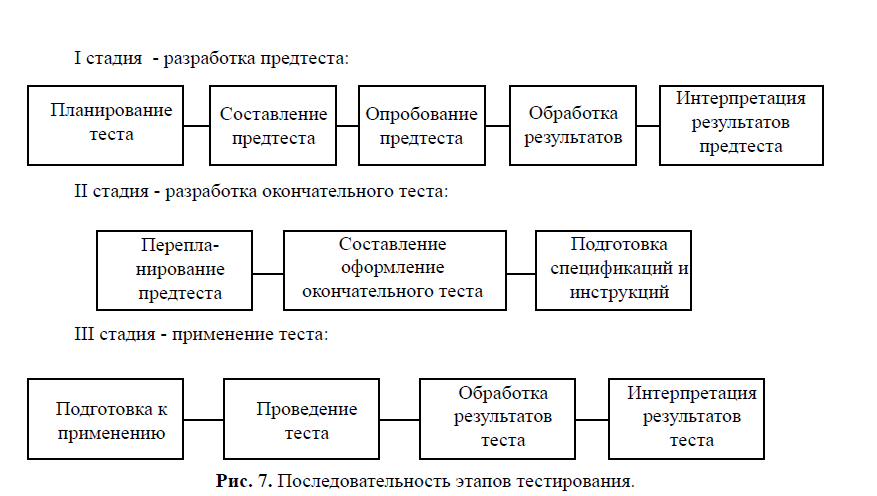 I стадия - разработка предтеста:
Планирование
теста
Составление
предтеста
Опробование
предтеста
Обработка
результатов
Интерпретация
результатов
предтеста
II стадия - разработка окончательного теста:
Перепла-
нирование
предтеста
Составление
оформление
окончательного теста
Подготовка
спецификаций и
инструкций
III стадия - применение теста:
Подготовка к
применению
Проведение
теста
Обработка
результатов
теста
Интерпретация
результатов
теста
Рис. 7. Последовательность этапов тестирования.